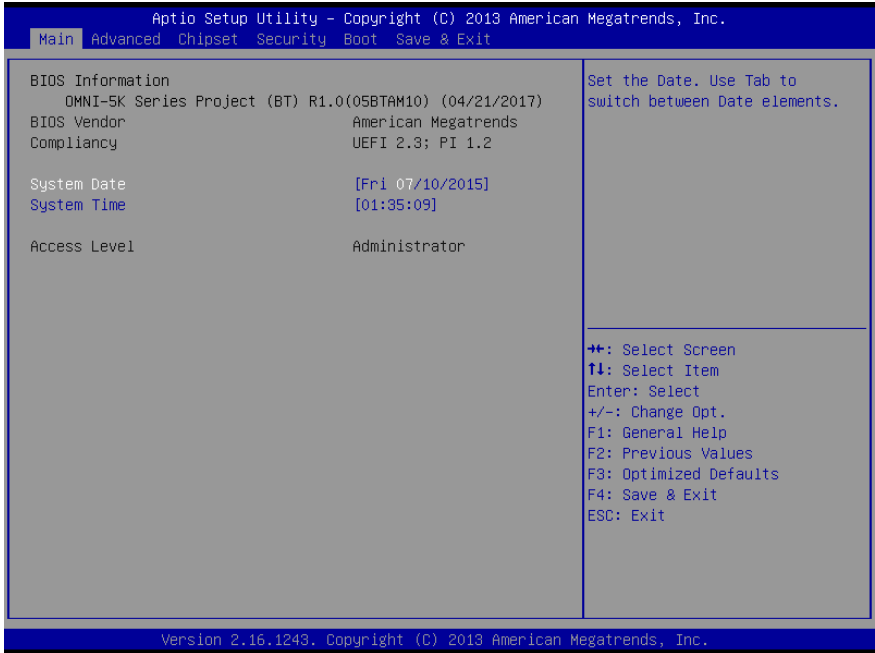 Aptio Setup Utility – Copyright (C) 2013 American Megatrends, Inc.
Main Advanced Chipset Security Boot Save & Exit
BIOS Information
OMNI-5K Series Project (BT) R1.0(05BTAM10) (04/21/2017)
BIOS Vendor American Megatrends
Compliancy UEFI 2.3; PI 1.2
System Date [Fri 07/10/2015]
System Time [01:35:09]
Access Level Administrator
Set the Date. Use Tab to
switch between Date elements.
→←: Select Screen
↑↓: Select Item
Enter: Select
+/-: Change Opt.
F1: General Help
F2: Previous Values
F3: Optimized Defaults
F4: Save & Exit
ESC: Exit
Version 2.16.1243. Copyright (C) 2013 American Megatrends, Inc.